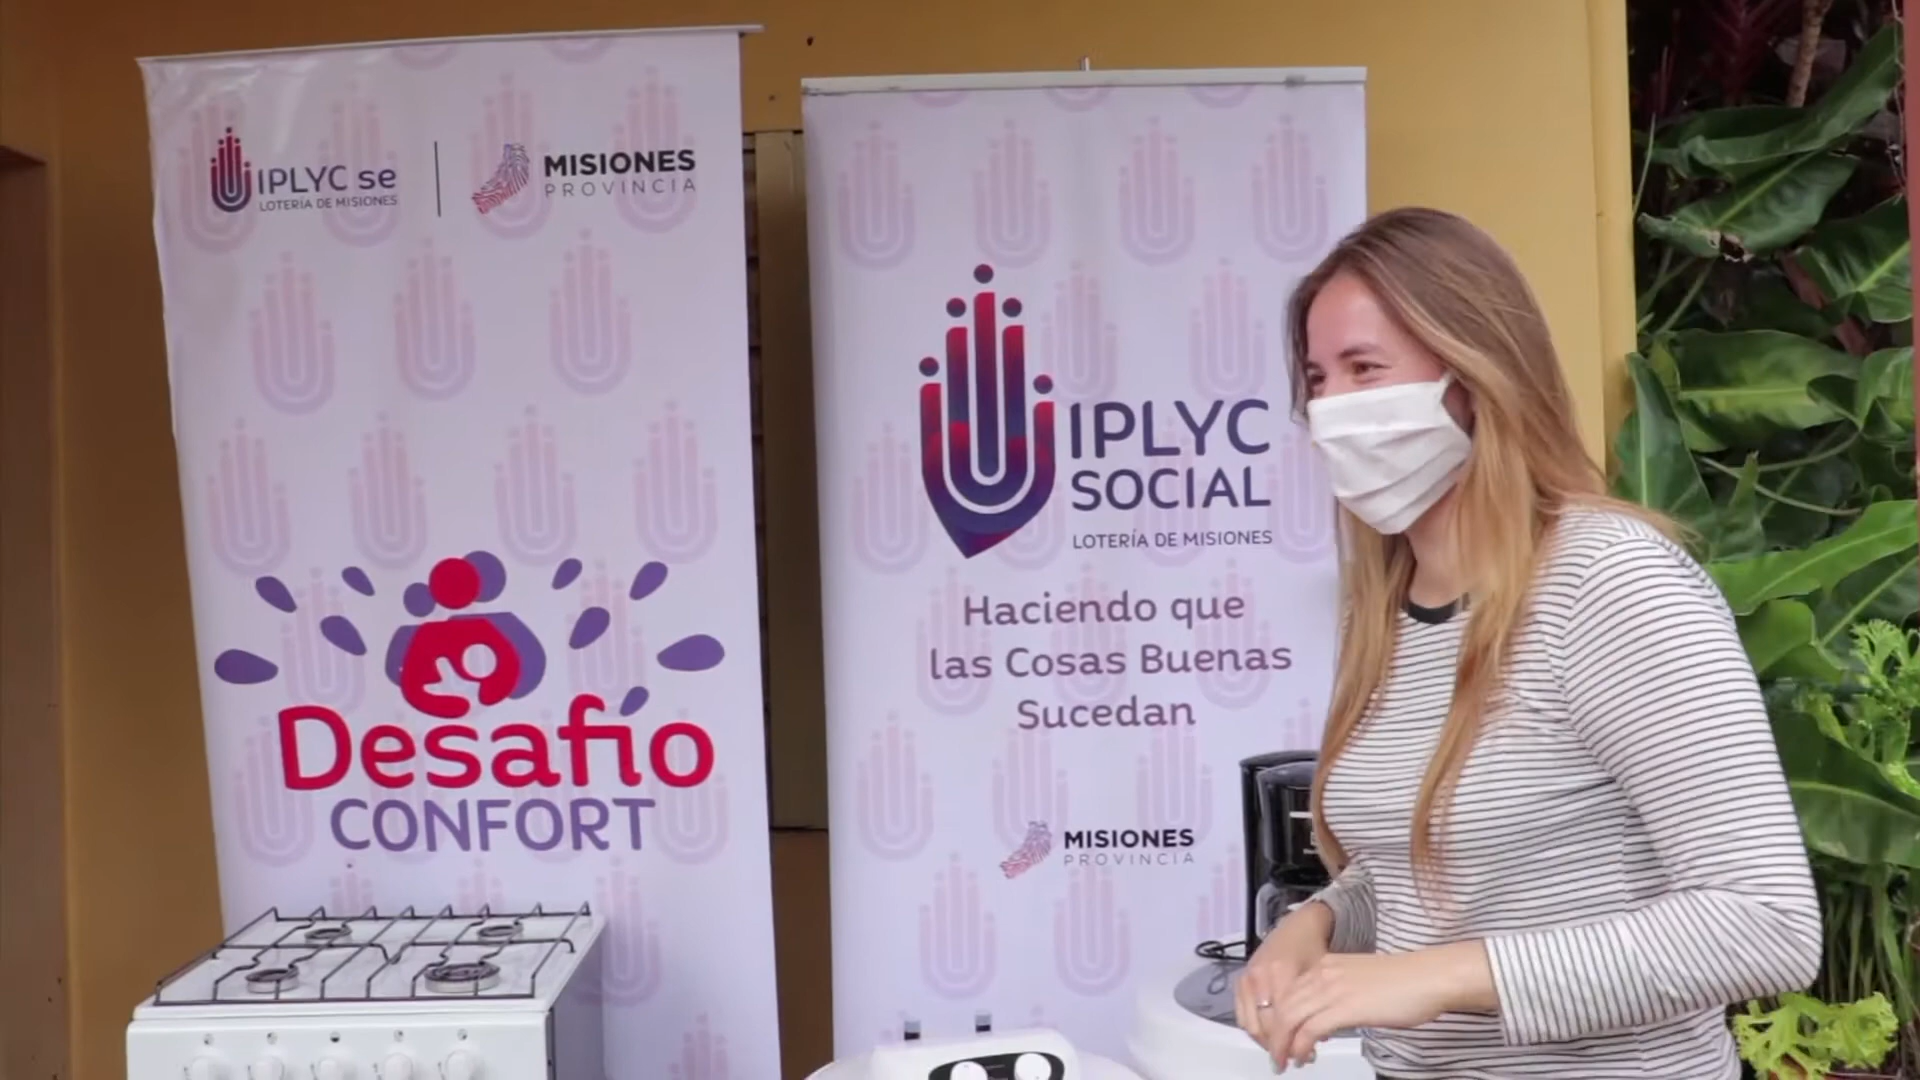 IPLYC se
LOTERÍA DE MISIONES
MISIONES
PROVINCIA
Desafío
CONFORT
IPLYC
SOCIAL
LOTERÍA DE MISIONES
Haciendo que
las Cosas Buenas
Sucedan
MISIONES
PROVINCIA